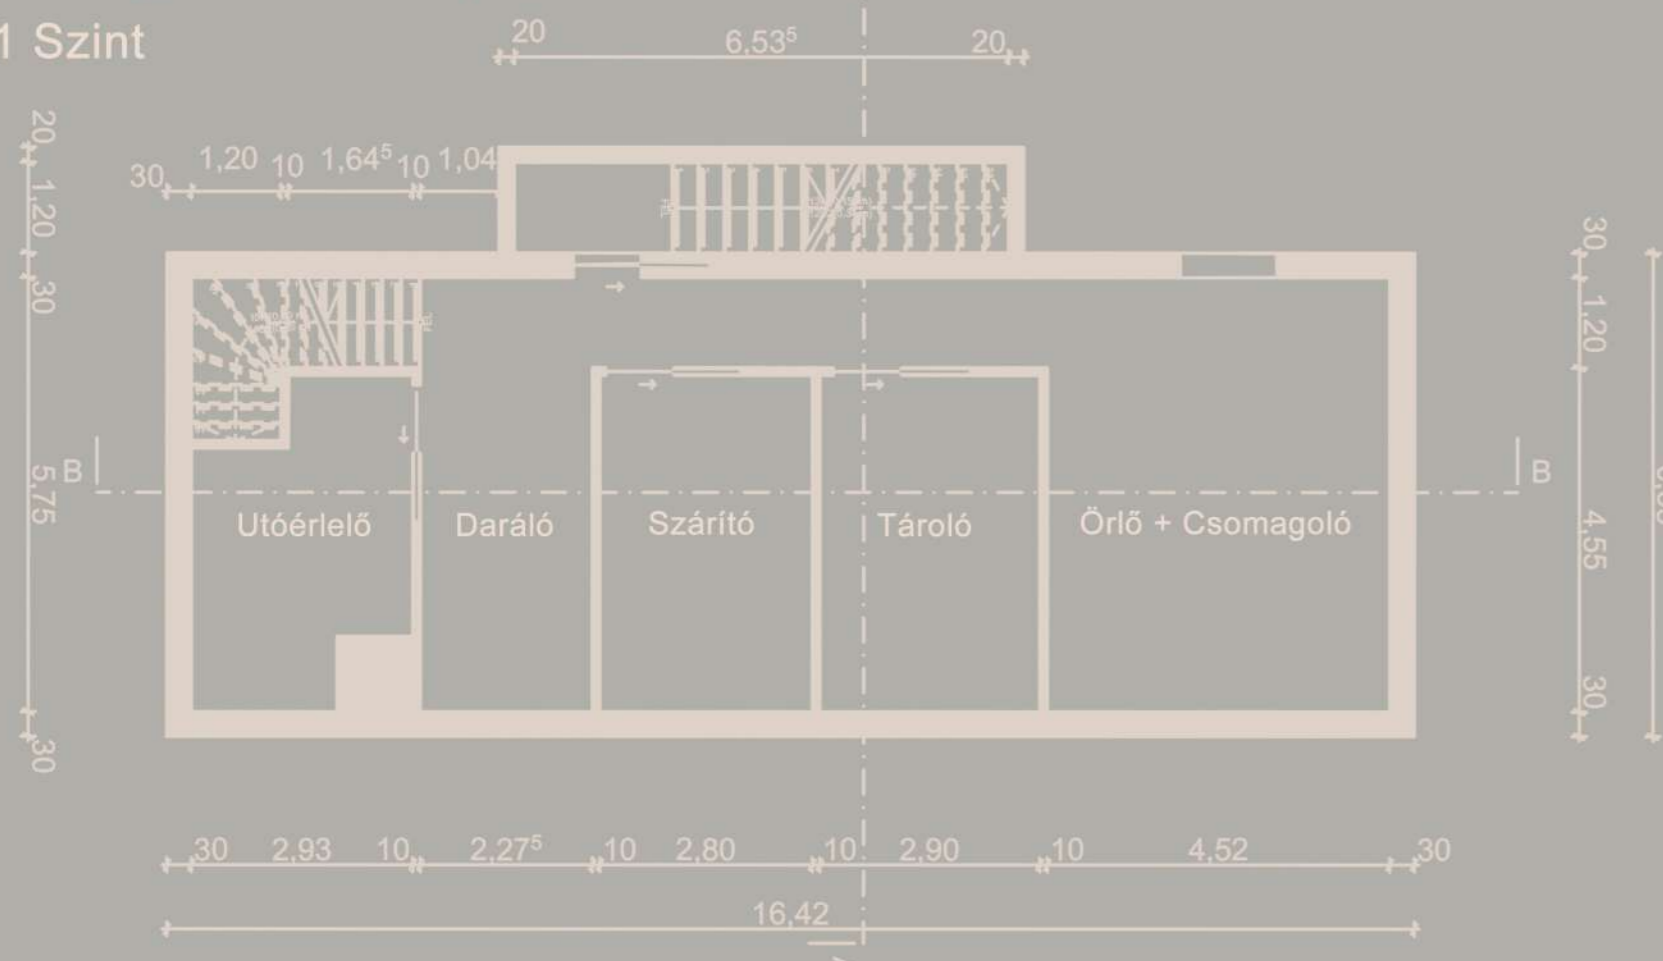 1 Szint
20 6,53⁵ 20
30 1,20 10 1,64⁵ 10 1,04
20
1,20
30
5,75
30
30
1,20
4,55
30
FEL
FEL
B
B
Utóérlelő Daráló Szárító Tároló Örlő + Csomagoló
30 2,93 10 2,27⁵ 10 2,80 10 2,90 10 4,52 30
16,42